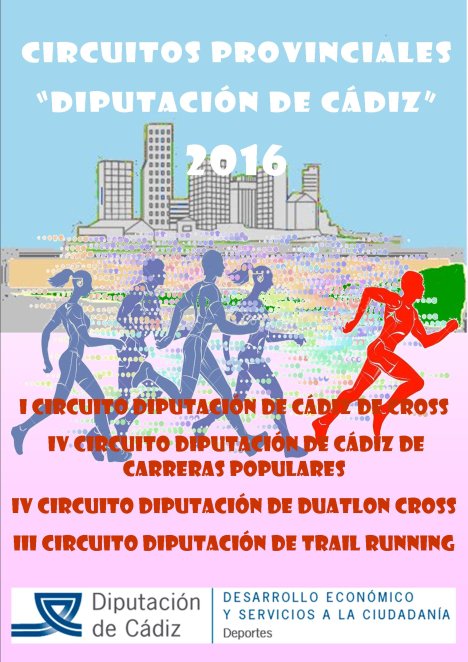 CIRCUITOS PROVINCIALES
"DIPUTACIÓN DE CÁDIZ"
2016
I CIRCUITO DIPUTACIÓN DE CÁDIZ DE CROSS
IV CIRCUITO DIPUTACIÓN DE CÁDIZ DE
CARRERAS POPULARES
IV CIRCUITO DIPUTACIÓN DE DUATLON CROSS
III CIRCUITO DIPUTACIÓN DE TRAIL RUNNING
Diputación
de Cádiz
DESARROLLO ECONÓMICO
Y SERVICIOS A LA CIUDADANÍA
Deportes